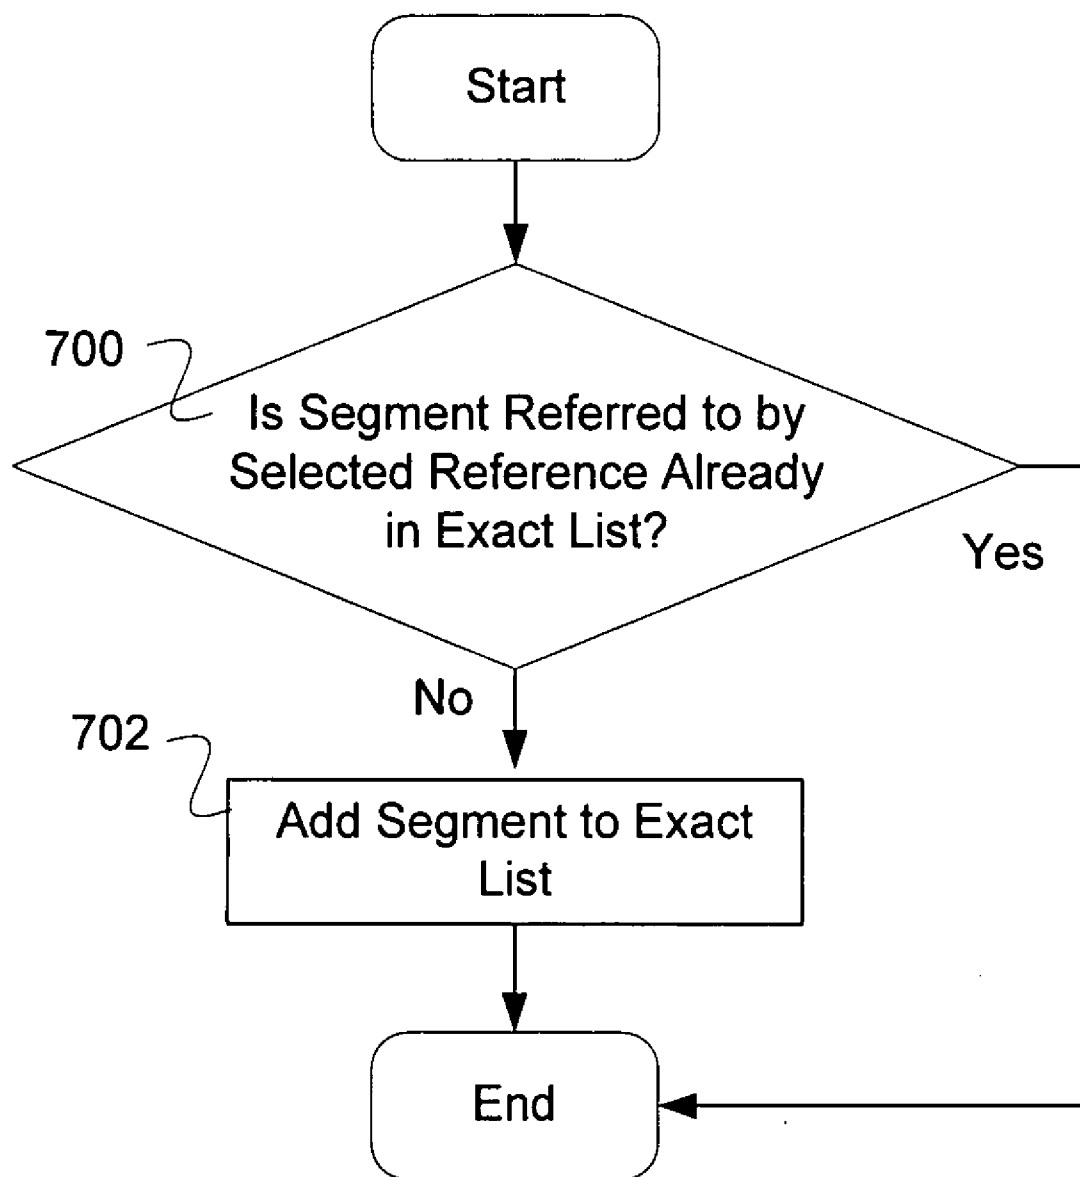 Start
700
Is Segment Referred to by
Selected Reference Already
in Exact List?
Yes
No
702
Add Segment to Exact
List
End